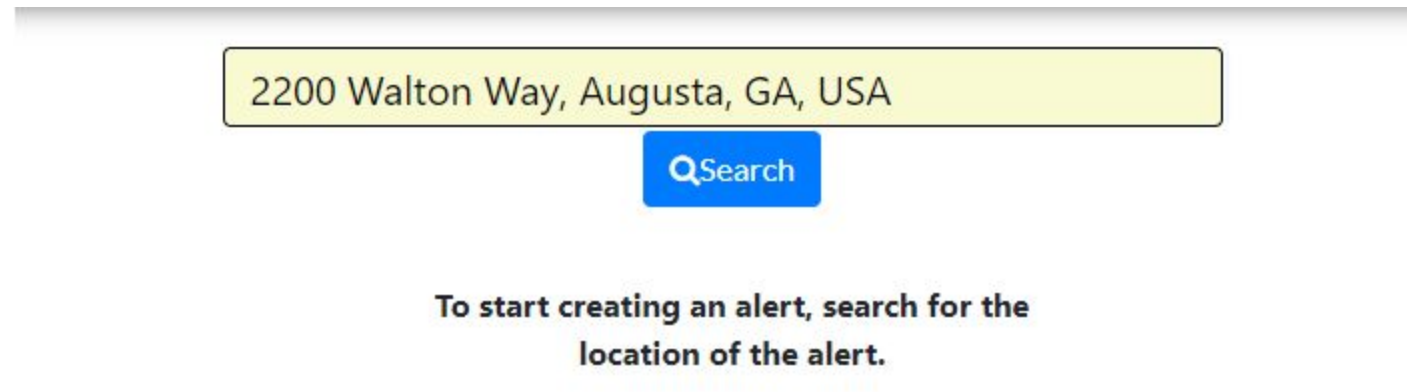 2200 Walton Way, Augusta, GA, USA
Search
To start creating an alert, search for the
location of the alert.